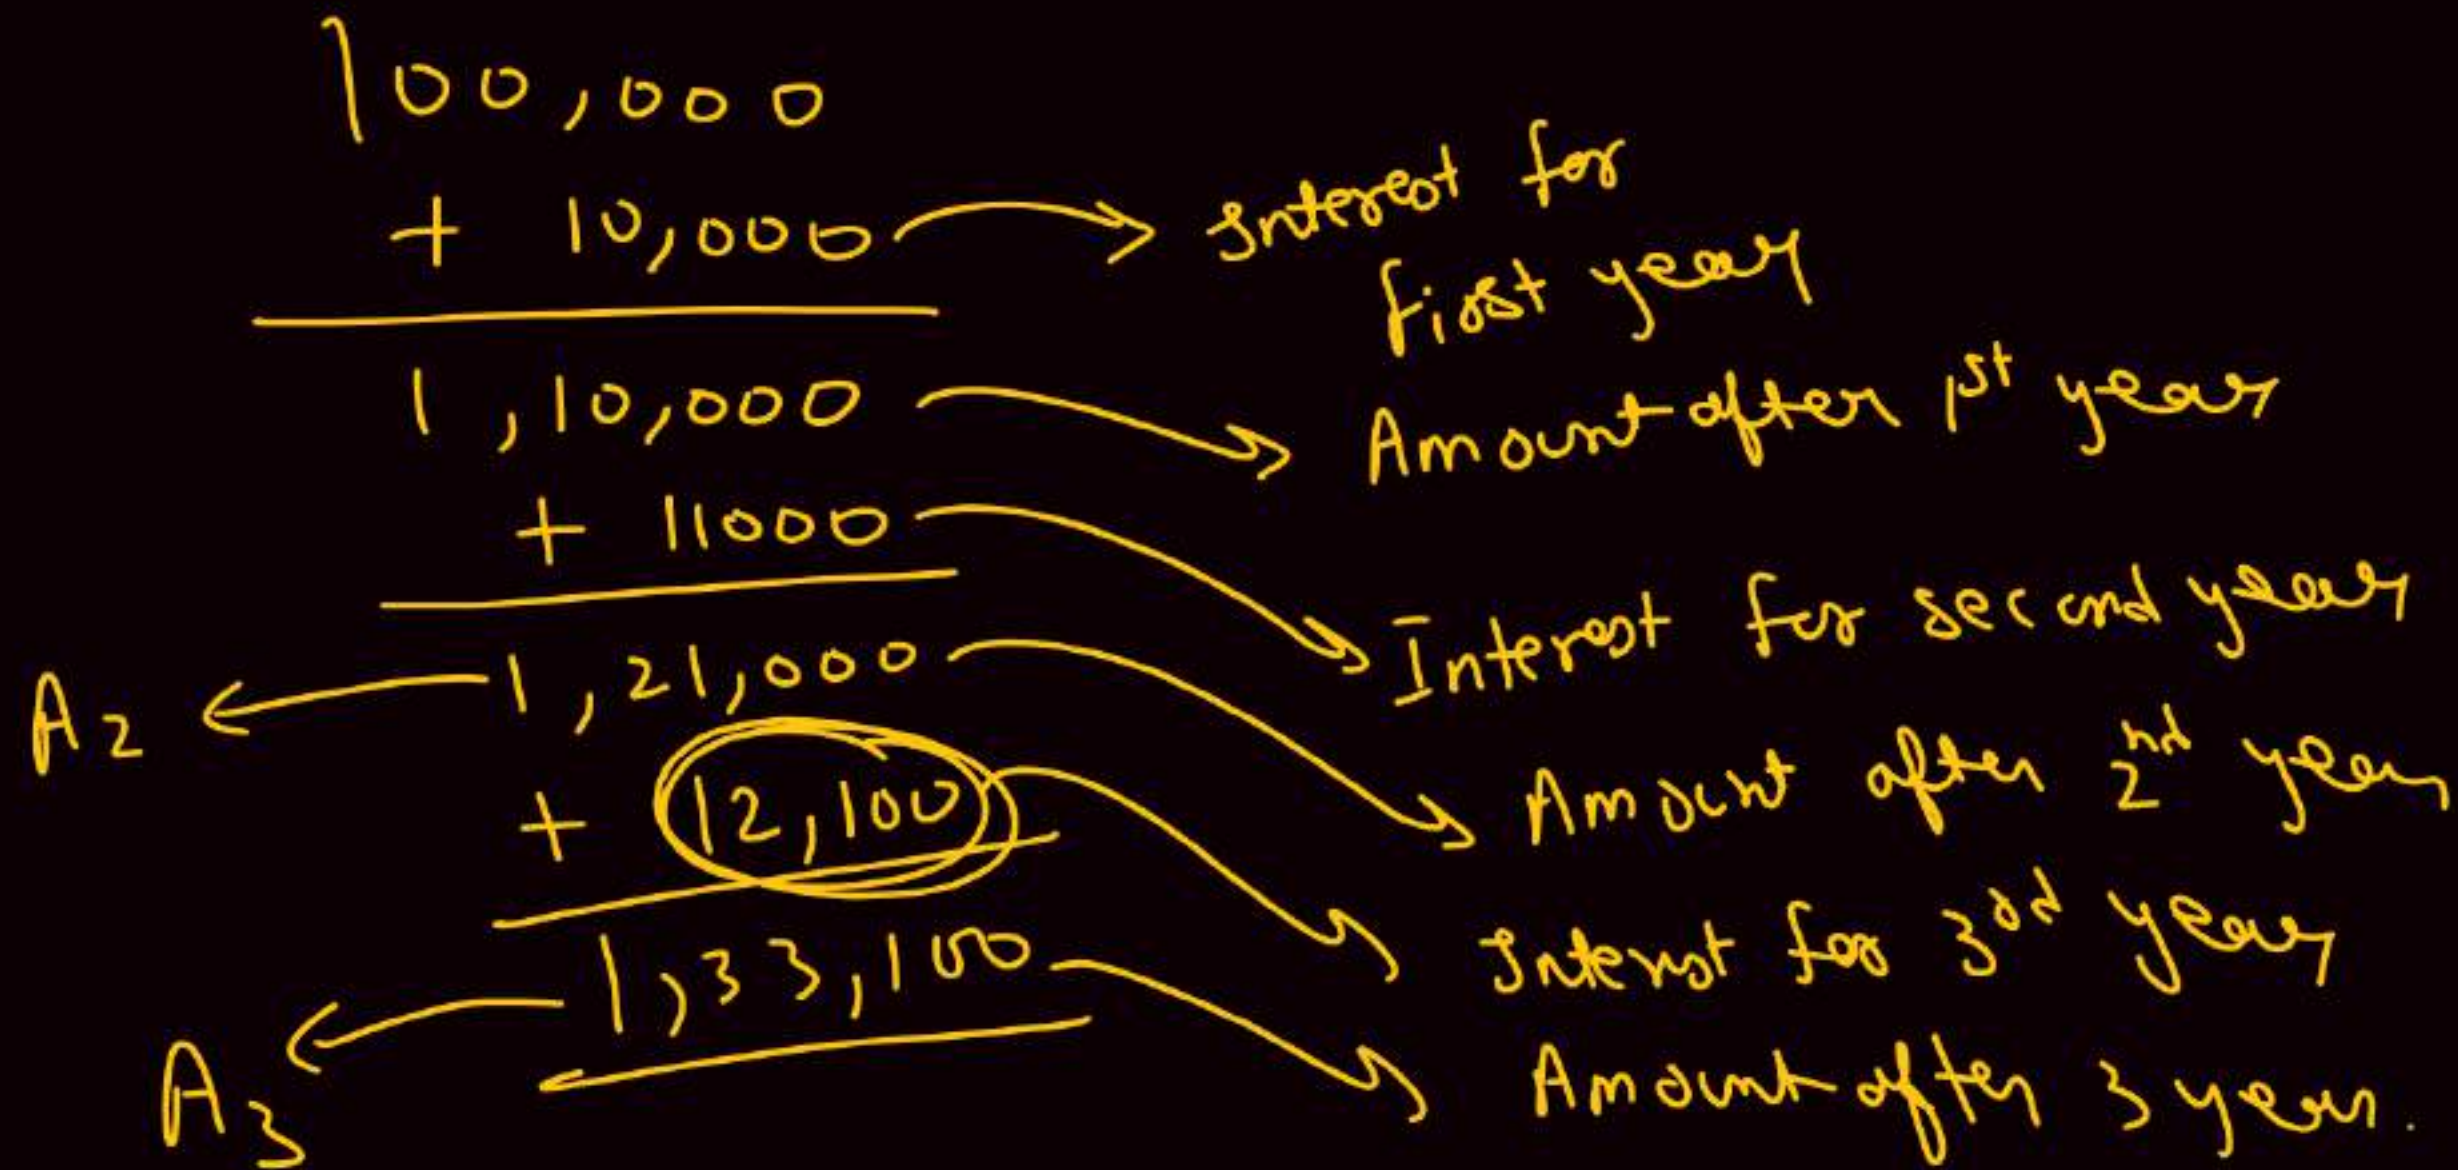 100,000
+ 10,000 → Interest for
first year
1,10,000 → Amount after 1st year
+ 11000 → Interest for second year
A2 ← 1,21,000 → Amount after 2nd year
+ 12,100 → Interest for 3rd year
A3 ← 1,33,100 → Amount after 3 years.